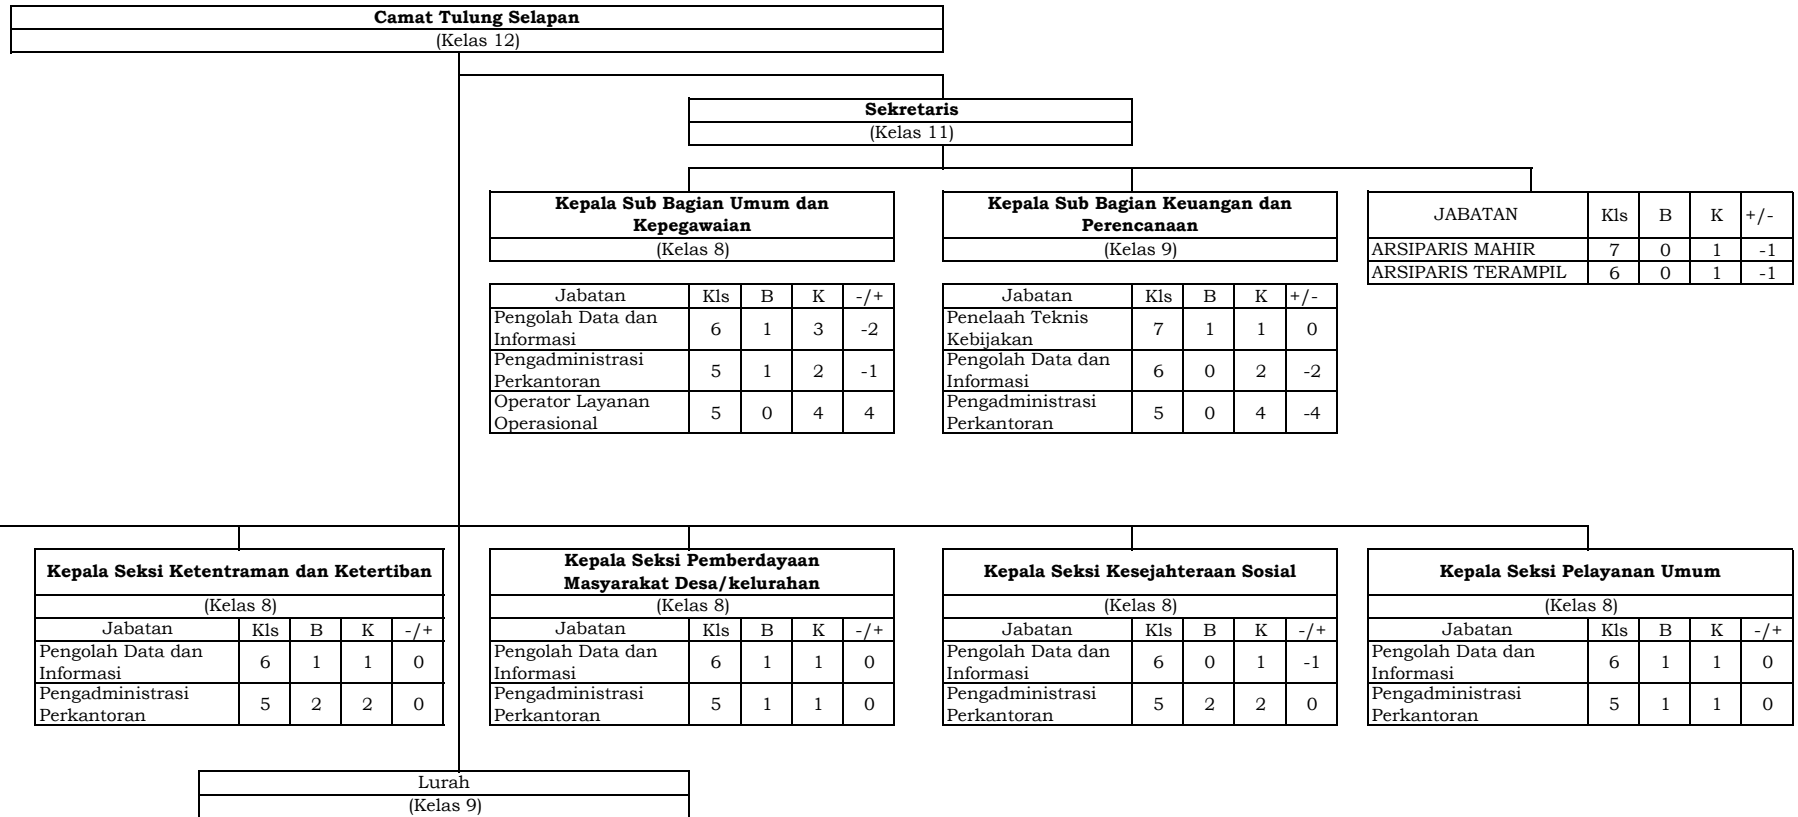 Camat Tulung Selapan
(Kelas 12)
Sekretaris
(Kelas 11)
Kepala Sub Bagian Umum dan
Kepegawaian
(Kelas 8)
Jabatan Kls B K -/+
Pengolah Data dan
Informasi 6 1 3 -2
Pengadministrasi
Perkantoran 5 1 2 -1
Operator Layanan
Operasional 5 0 4 4
Kepala Sub Bagian Keuangan dan
Perencanaan
(Kelas 9)
Jabatan Kls B K +/-
Penelaah Teknis
Kebijakan 7 1 1 0
Pengolah Data dan
Informasi 6 0 2 -2
Pengadministrasi
Perkantoran 5 0 4 -4
JABATAN Kls B K +/-
ARSIPARIS MAHIR 7 0 1 -1
ARSIPARIS TERAMPIL 6 0 1 -1
Kepala Seksi Ketentraman dan Ketertiban
(Kelas 8)
Jabatan Kls B K -/+
Pengolah Data dan
Informasi 6 1 1 0
Pengadministrasi
Perkantoran 5 2 2 0
Kepala Seksi Pemberdayaan
Masyarakat Desa/kelurahan
(Kelas 8)
Jabatan Kls B K -/+
Pengolah Data dan
Informasi 6 1 1 0
Pengadministrasi
Perkantoran 5 1 1 0
Kepala Seksi Kesejahteraan Sosial
(Kelas 8)
Jabatan Kls B K -/+
Pengolah Data dan
Informasi 6 0 1 -1
Pengadministrasi
Perkantoran 5 2 2 0
Kepala Seksi Pelayanan Umum
(Kelas 8)
Jabatan Kls B K -/+
Pengolah Data dan
Informasi 6 1 1 0
Pengadministrasi
Perkantoran 5 1 1 0
Lurah
(Kelas 9)